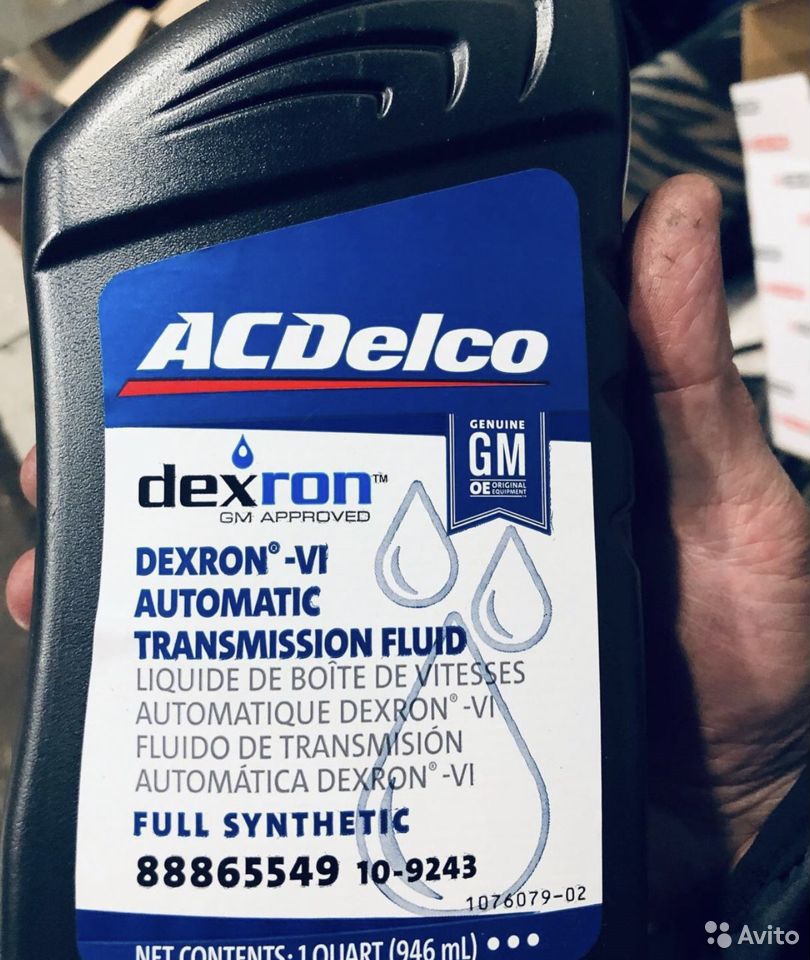 ACDelco
GENUINE
GM
OE ORIGINAL EQUIPMENT
dexron™
GM APPROVED
DEXRON®-VI
AUTOMATIC
TRANSMISSION FLUID
LIQUIDE DE BOÎTE DE VITESSES
AUTOMATIQUE DEXRON®-VI
FLUIDO DE TRANSMISIÓN
AUTOMÁTICA DEXRON®-VI
FULL SYNTHETIC
88865549 10-9243
1076079-02
NET CONTENTS: 1 QUART (946 mL)
Avito